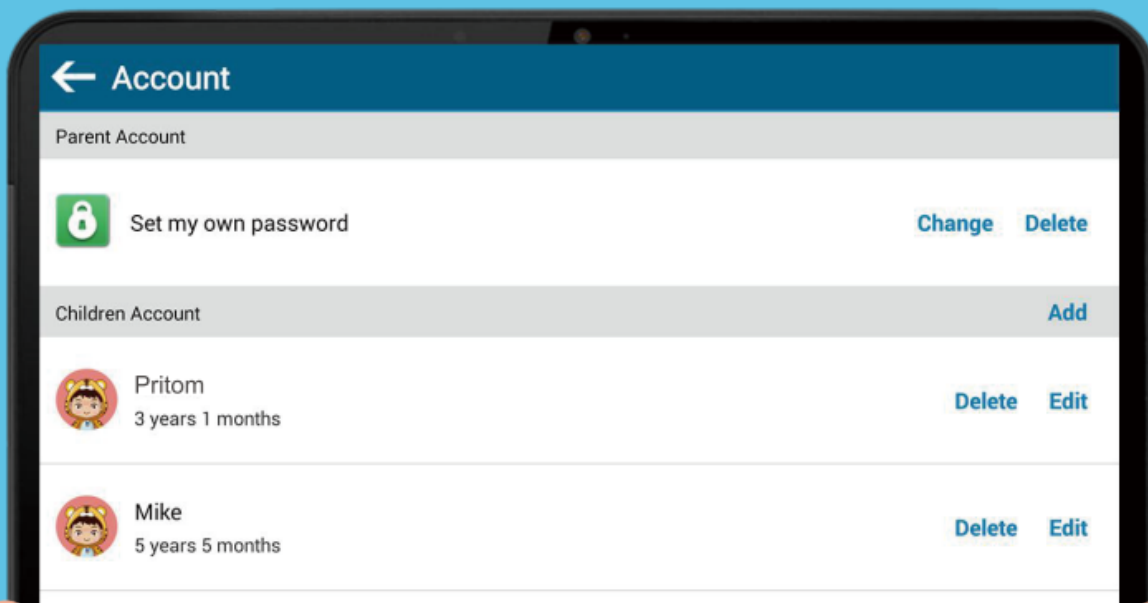 Account
Parent Account
Set my own password Change Delete
Children Account Add
Pritom
3 years 1 months
Delete Edit
Mike
5 years 5 months
Delete Edit